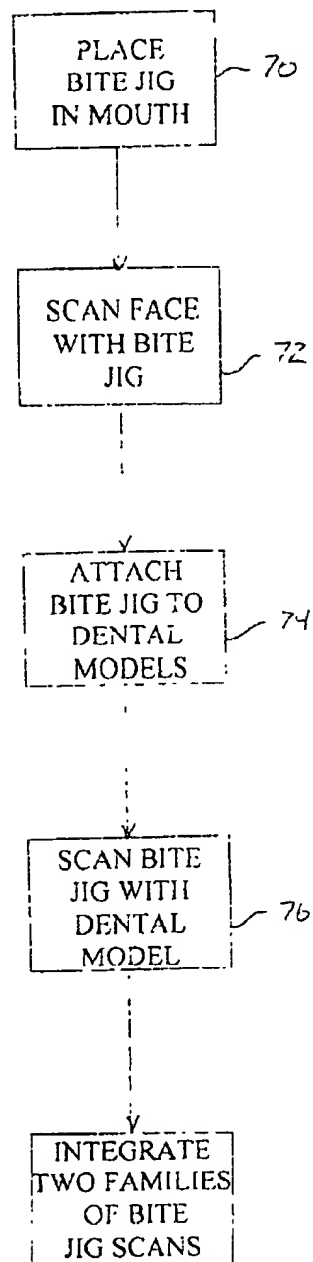 PLACE
BITE JIG
IN MOUTH
70
SCAN FACE
WITH BITE
JIG
72
ATTACH
BITE JIG TO
DENTAL
MODELS
74
SCAN BITE
JIG WITH
DENTAL
MODEL
76
INTEGRATE
TWO FAMILIES
OF BITE
JIG SCANS